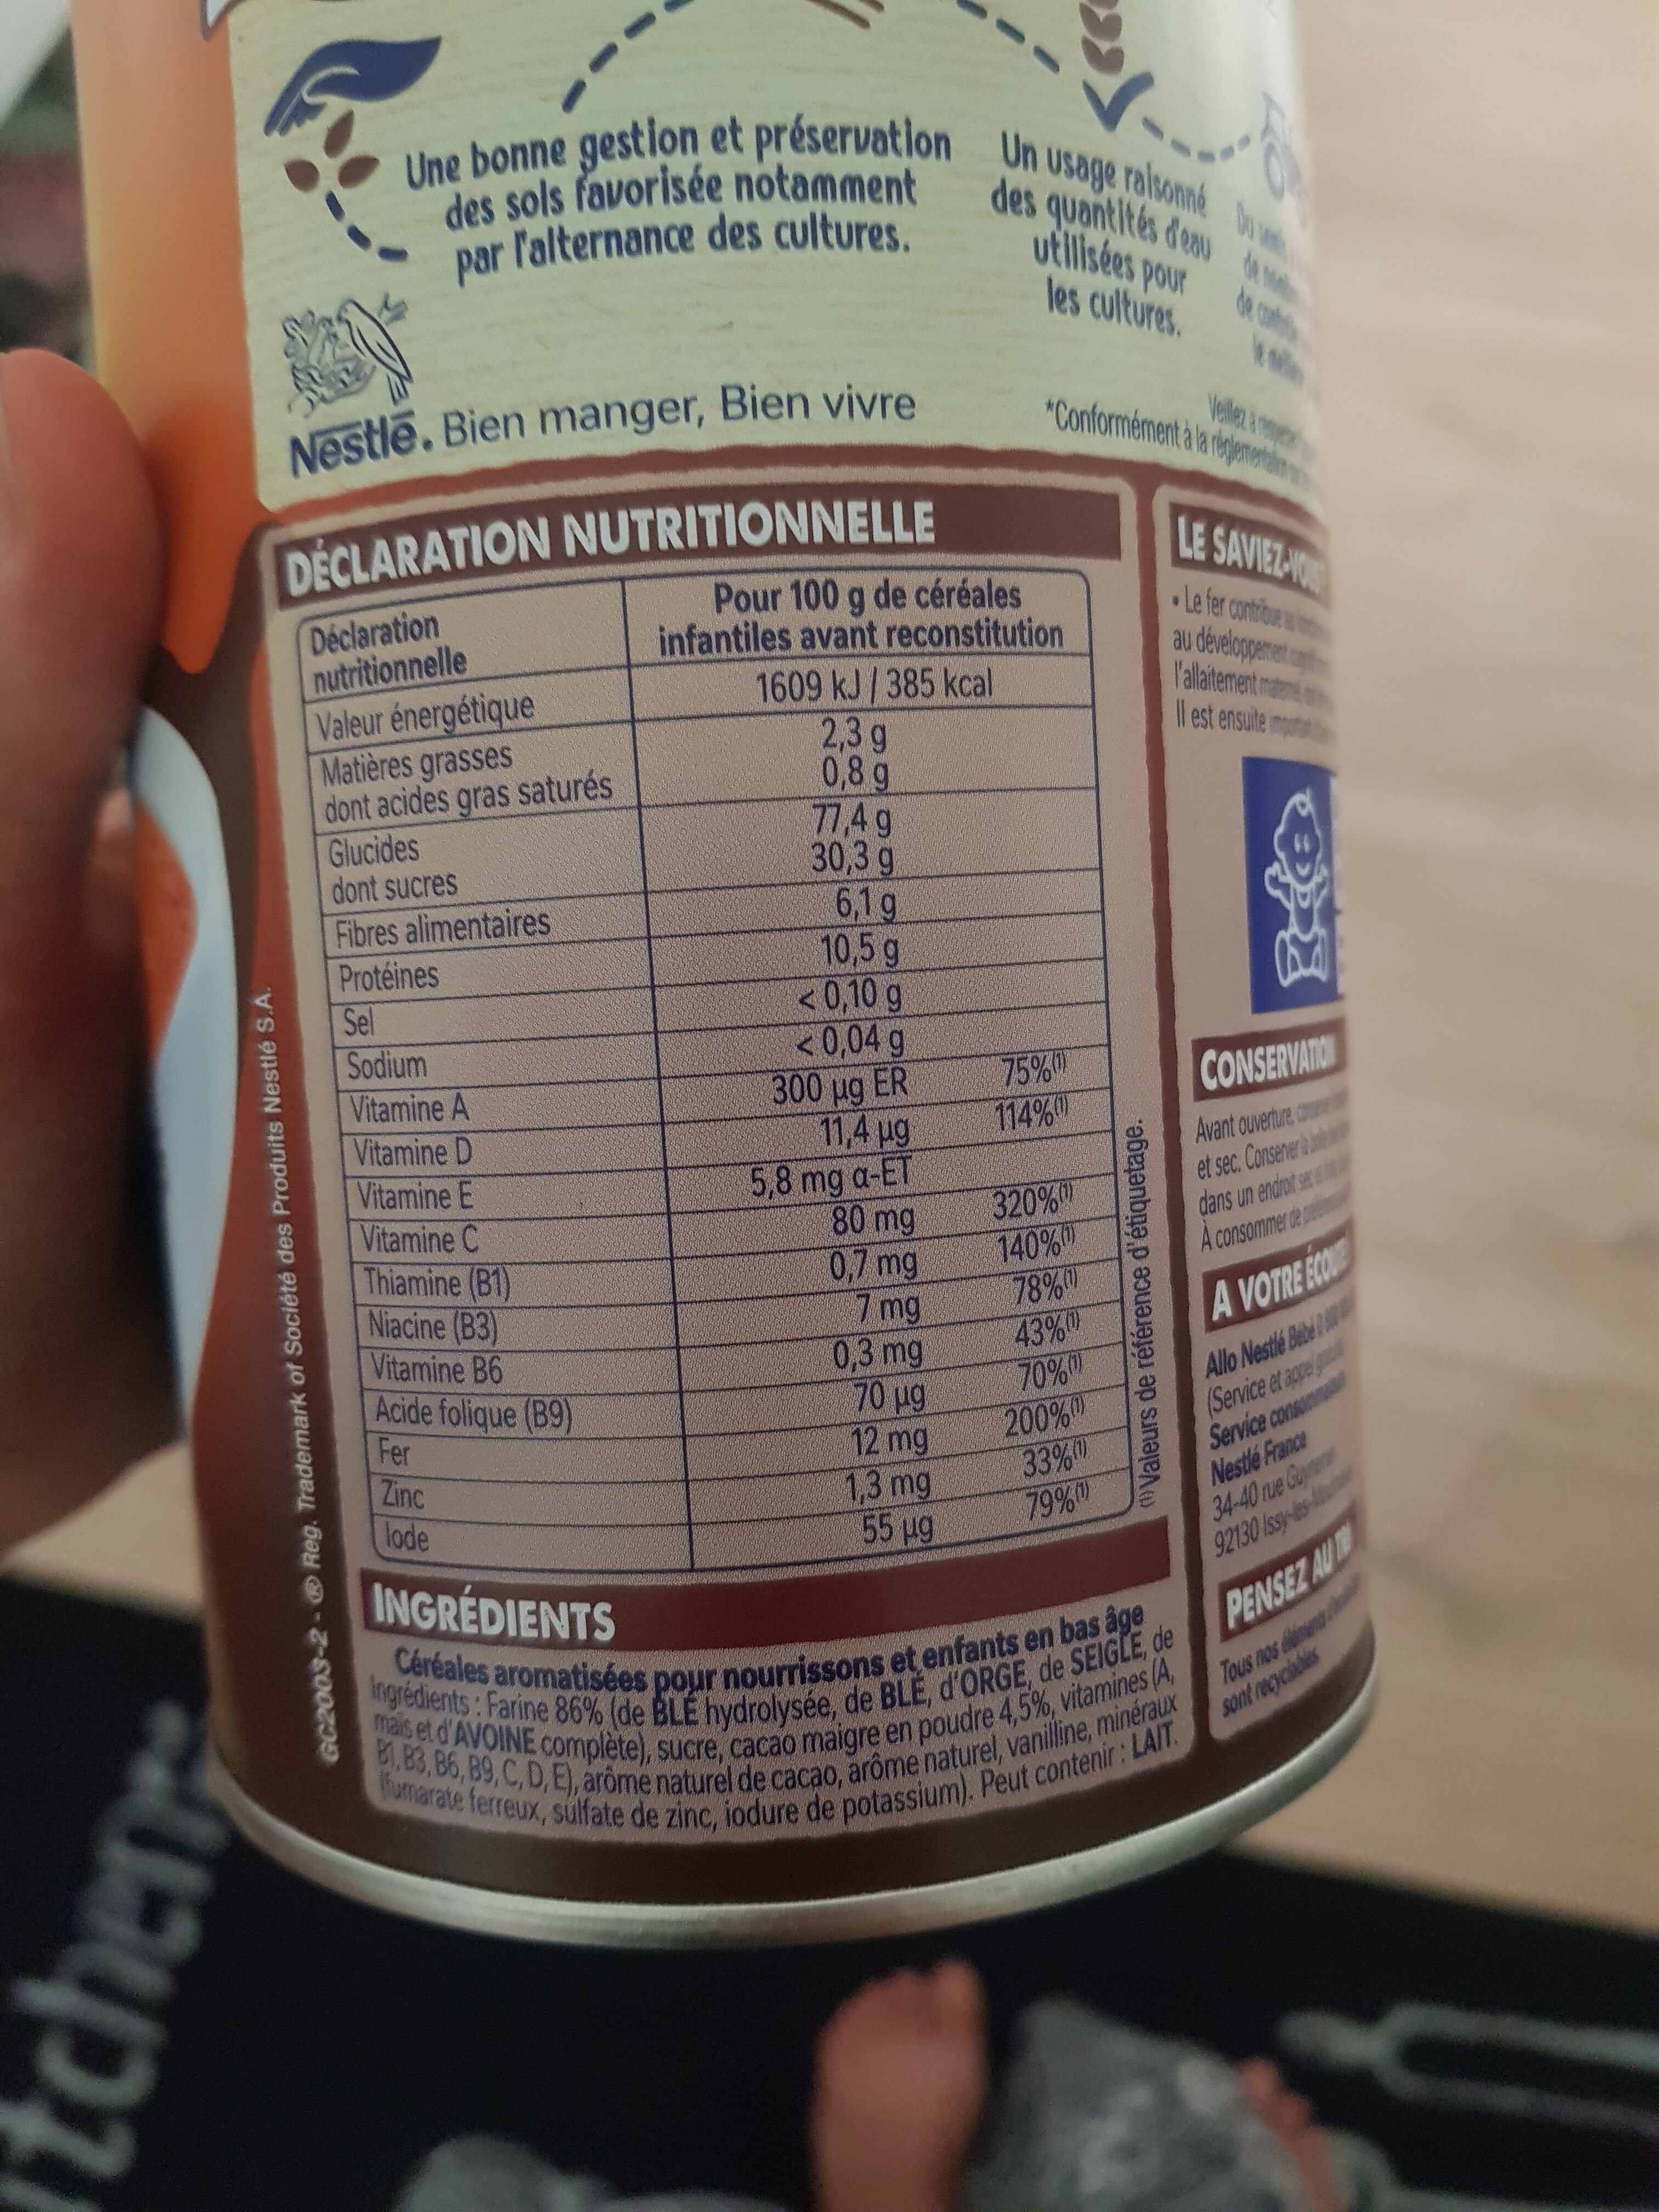 Une bonne gestion et préservation
des sols favorisée notamment
par l'alternance des cultures.
Un usage raisonné
des quantités d'eau
utilisées pour
les cultures.
Du
de
de
le
Nestlé. Bien manger, Bien vivre
Veillez à
*Conformément à la réglementation
DÉCLARATION NUTRITIONNELLE
Déclaration
nutritionnelle
Pour 100 g de céréales
infantiles avant reconstitution
Valeur énergétique 1609 kJ / 385 kcal
Matières grasses 2,3 g
dont acides gras saturés 0,8 g
Glucides 77,4 g
dont sucres 30,3 g
Fibres alimentaires 6,1 g
Protéines 10,5 g
Sel < 0,10 g
Sodium < 0,04 g
Vitamine A 300 µg ER 75%(1)
Vitamine D 11,4 µg 114%(1)
Vitamine E 5,8 mg α-ET
Vitamine C 80 mg 320%(1)
Thiamine (B1) 0,7 mg 140%(1)
Niacine (B3) 7 mg 78%(1)
Vitamine B6 0,3 mg 43%(1)
Acide folique (B9) 70 µg 70%(1)
Fer 12 mg 200%(1)
Zinc 1,3 mg 33%(1)
Iode 55 µg 79%(1)
(1) Valeurs de référence d'étiquetage.
GC2003-2 - ® Reg. Trademark of Société des Produits Nestlé S.A.
INGRÉDIENTS
Céréales aromatisées pour nourrissons et enfants en bas âge
Ingrédients : Farine 86% (de BLÉ hydrolysée, de BLÉ, d'ORGE, de SEIGLE, de
maïs et d'AVOINE complète), sucre, cacao maigre en poudre 4,5%, vitamines (A,
B1, B3, B6, B9, C, D, E), arôme naturel de cacao, arôme naturel, vanilline, minéraux
(fumarate ferreux, sulfate de zinc, iodure de potassium). Peut contenir : LAIT.
LE SAVIEZ-VOUS
• Le fer contribue au
au développement
l'allaitement maternel
Il est ensuite important
CONSERVATION
Avant ouverture,
et sec. Conserver la boîte
dans un endroit sec
À consommer de
A VOTRE ÉCOUTE
Allo Nestlé Bébé
(Service et appel
Service
Nestlé France
34-40 rue
92130 Issy-les-
PENSEZ AU TRI
Tous nos éléments
sont recyclables.